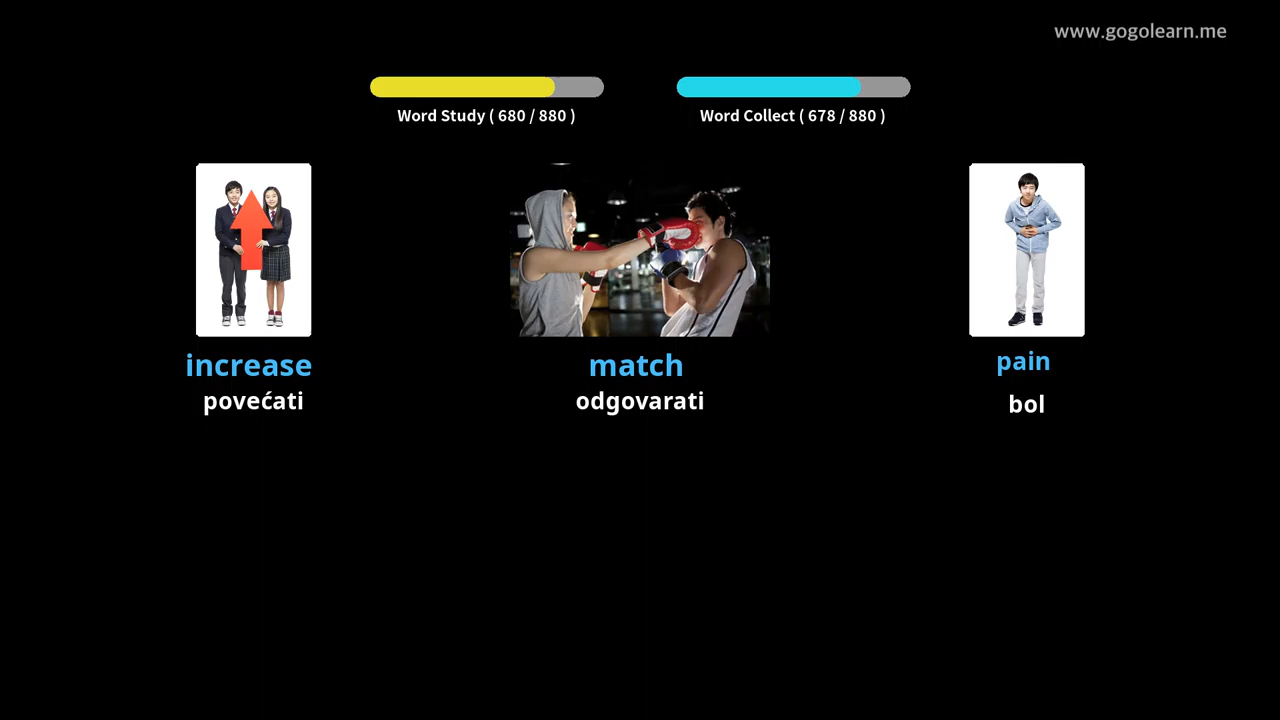 www.gogolearn.me
Word Study ( 680 / 880 )
Word Collect ( 678 / 880 )
increase
povećati
match
odgovarati
pain
bol